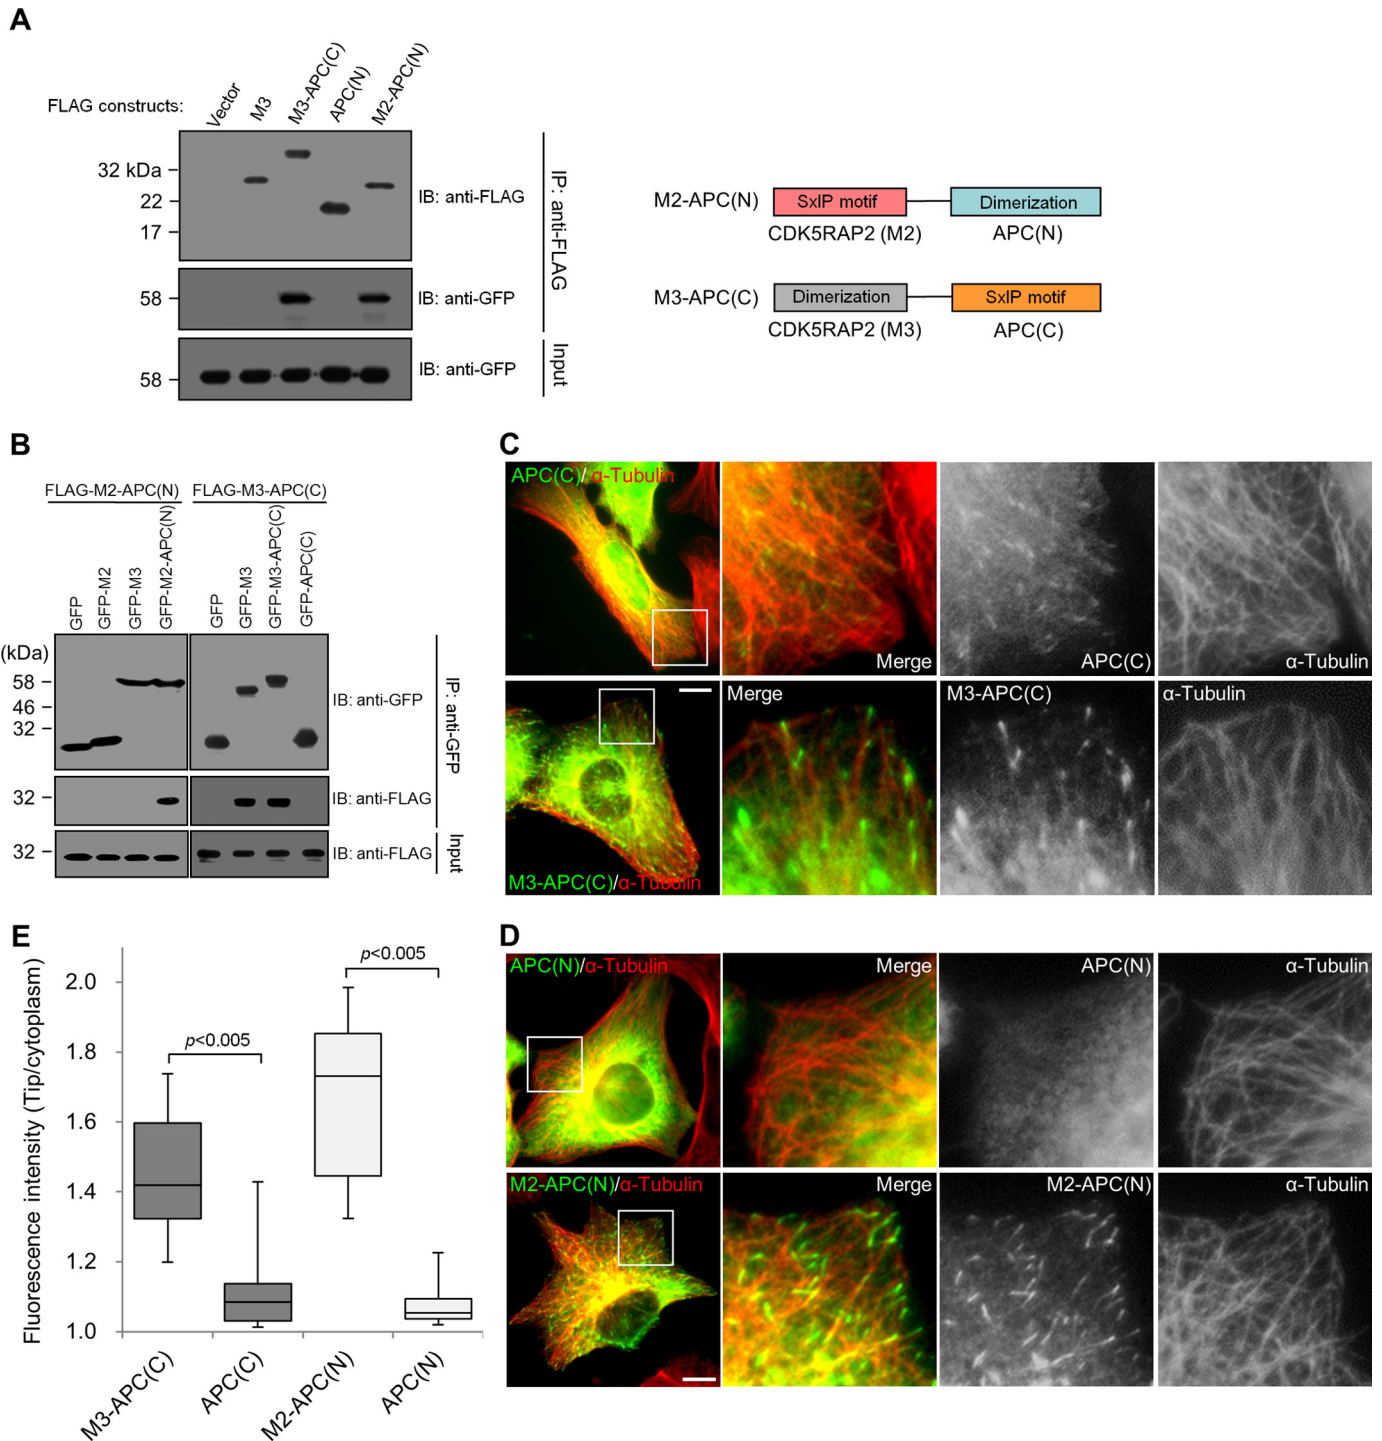 A
FLAG constructs:
Vector
M3
M3-APC(C)
APC(N)
M2-APC(N)
32 kDa
22
17
IB: anti-FLAG
58
IB: anti-GFP
IP: anti-FLAG
58
IB: anti-GFP
Input
M2-APC(N)
SxIP motif
Dimerization
CDK5RAP2 (M2)
APC(N)
M3-APC(C)
Dimerization
SxIP motif
CDK5RAP2 (M3)
APC(C)
B
FLAG-M2-APC(N)
FLAG-M3-APC(C)
GFP
GFP-M2
GFP-M3
GFP-M2-APC(N)
GFP
GFP-M3
GFP-M3-APC(C)
GFP-APC(C)
(kDa)
58
46
32
IB: anti-GFP
32
IB: anti-FLAG
IP: anti-GFP
32
IB: anti-FLAG
Input
C
APC(C)/α-Tubulin
Merge
APC(C)
α-Tubulin
M3-APC(C)/α-Tubulin
Merge
M3-APC(C)
α-Tubulin
E
Fluorescence intensity (Tip/cytoplasm)
2.0
1.8
1.6
1.4
1.2
1.0
p<0.005
p<0.005
M3-APC(C)
APC(C)
M2-APC(N)
APC(N)
D
APC(N)/α-Tubulin
Merge
APC(N)
α-Tubulin
M2-APC(N)/α-Tubulin
Merge
M2-APC(N)
α-Tubulin